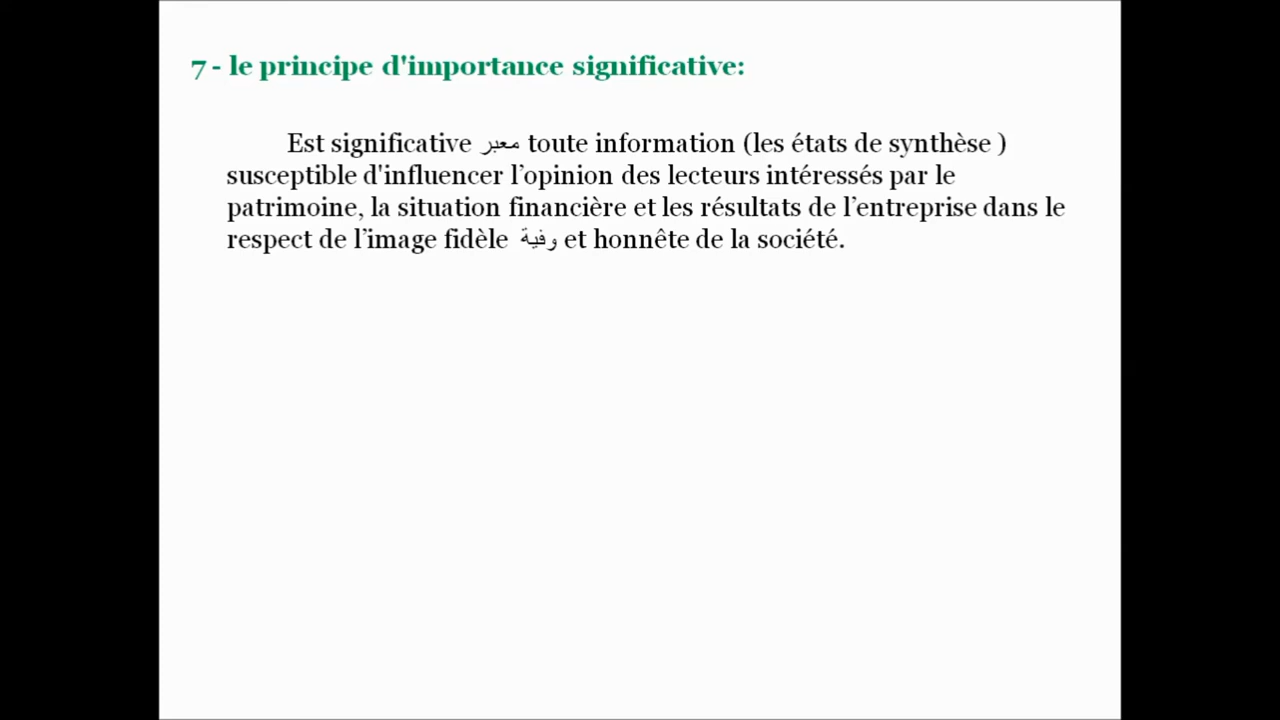 7 - le principe d'importance significative:
Est significative معبر toute information (les états de synthèse )
susceptible d'influencer l’opinion des lecteurs intéressés par le
patrimoine, la situation financière et les résultats de l’entreprise dans le
respect de l’image fidèle وفية et honnête de la société.